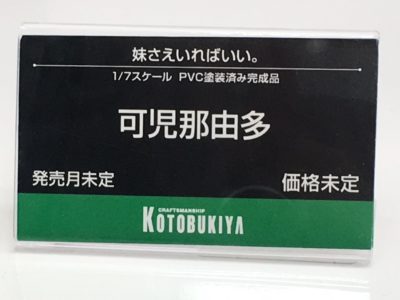 妹さえいればいい。
1/7スケール PVC塗装済み完成品
可児那由多
発売月未定 価格未定
CRAFTSMANSHIP
KOTOBUKIYA